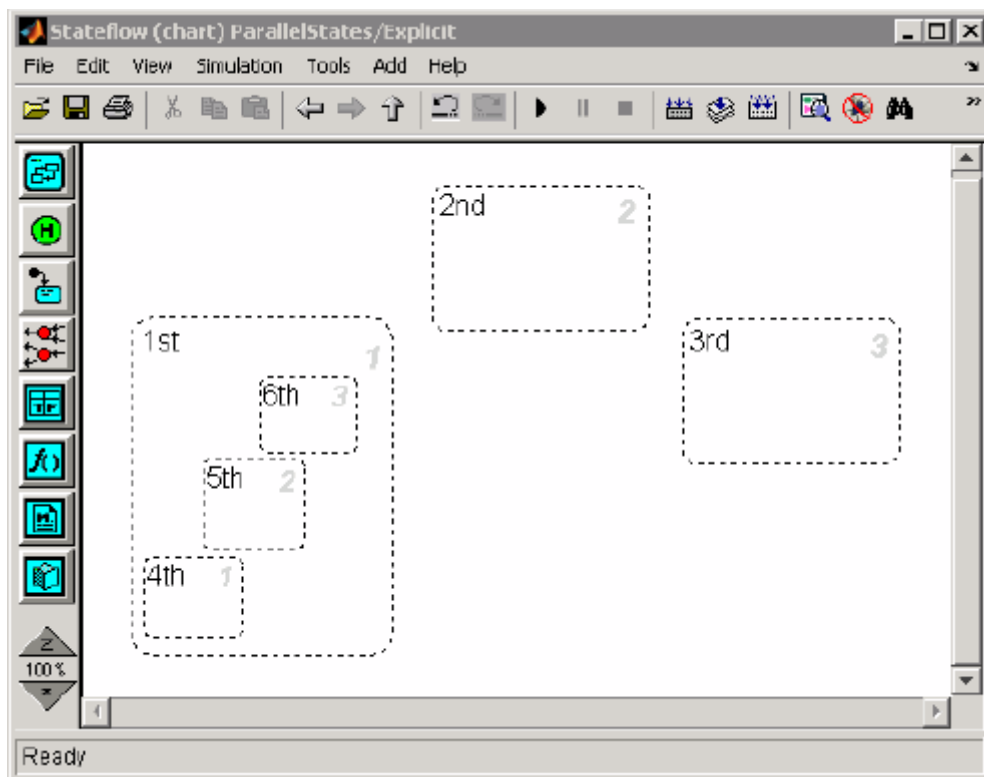 Stateflow (chart) ParallelStates/Explicit
File Edit View Simulation Tools Add Help
2nd 2
1st 1
3rd 3
6th 3
5th 2
4th 1
100%
Ready